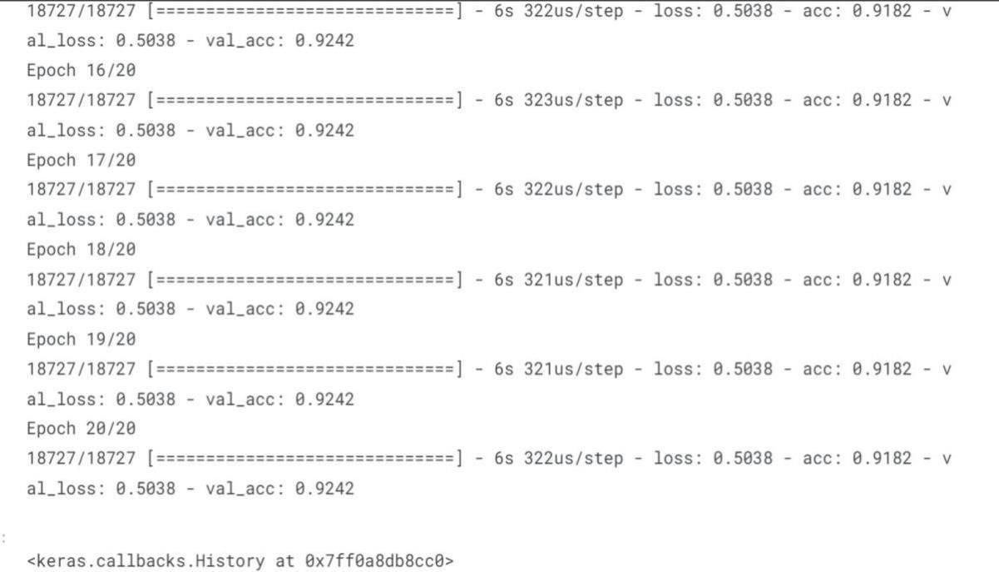 18727/18727 [==============================] - 6s 322us/step - loss: 0.5038 - acc: 0.9182 - v
al_loss: 0.5038 - val_acc: 0.9242
Epoch 16/20
18727/18727 [==============================] - 6s 323us/step - loss: 0.5038 - acc: 0.9182 - v
al_loss: 0.5038 - val_acc: 0.9242
Epoch 17/20
18727/18727 [==============================] - 6s 322us/step - loss: 0.5038 - acc: 0.9182 - v
al_loss: 0.5038 - val_acc: 0.9242
Epoch 18/20
18727/18727 [==============================] - 6s 321us/step - loss: 0.5038 - acc: 0.9182 - v
al_loss: 0.5038 - val_acc: 0.9242
Epoch 19/20
18727/18727 [==============================] - 6s 321us/step - loss: 0.5038 - acc: 0.9182 - v
al_loss: 0.5038 - val_acc: 0.9242
Epoch 20/20
18727/18727 [==============================] - 6s 322us/step - loss: 0.5038 - acc: 0.9182 - v
al_loss: 0.5038 - val_acc: 0.9242
:
<keras.callbacks.History at 0x7ff0a8db8cc0>